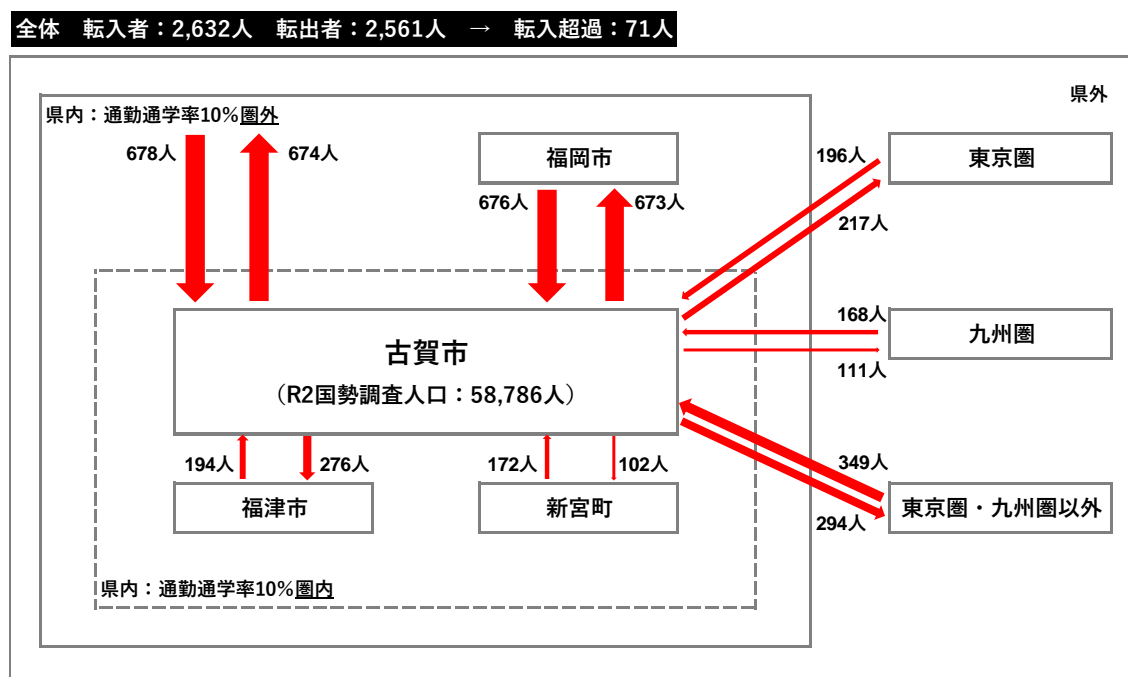 全体　転入者：2,632人　転出者：2,561人　→　転入超過：71人
県外
県内：通勤通学率10%圏外
678人
674人
福岡市
676人
673人
196人
東京圏
217人
古賀市
（R2国勢調査人口：58,786人）
168人
九州圏
111人
194人
276人
172人
102人
349人
福津市
新宮町
東京圏・九州圏以外
294人
県内：通勤通学率10%圏内